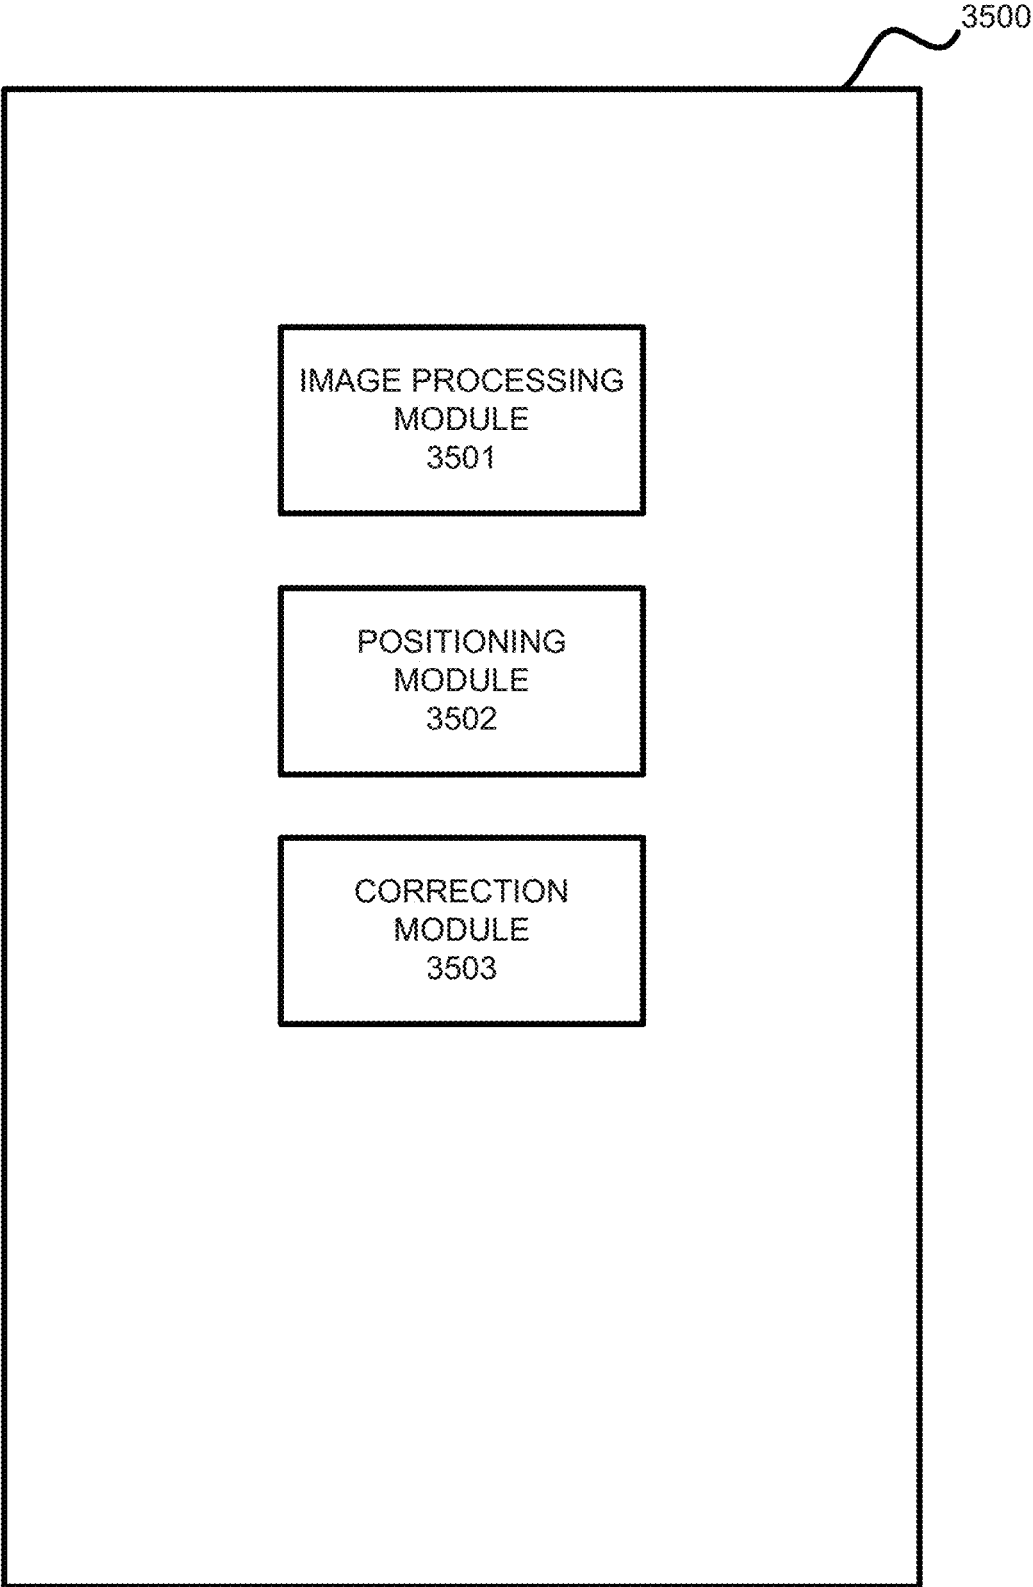 3500
IMAGE PROCESSING
MODULE
3501
POSITIONING
MODULE
3502
CORRECTION
MODULE
3503